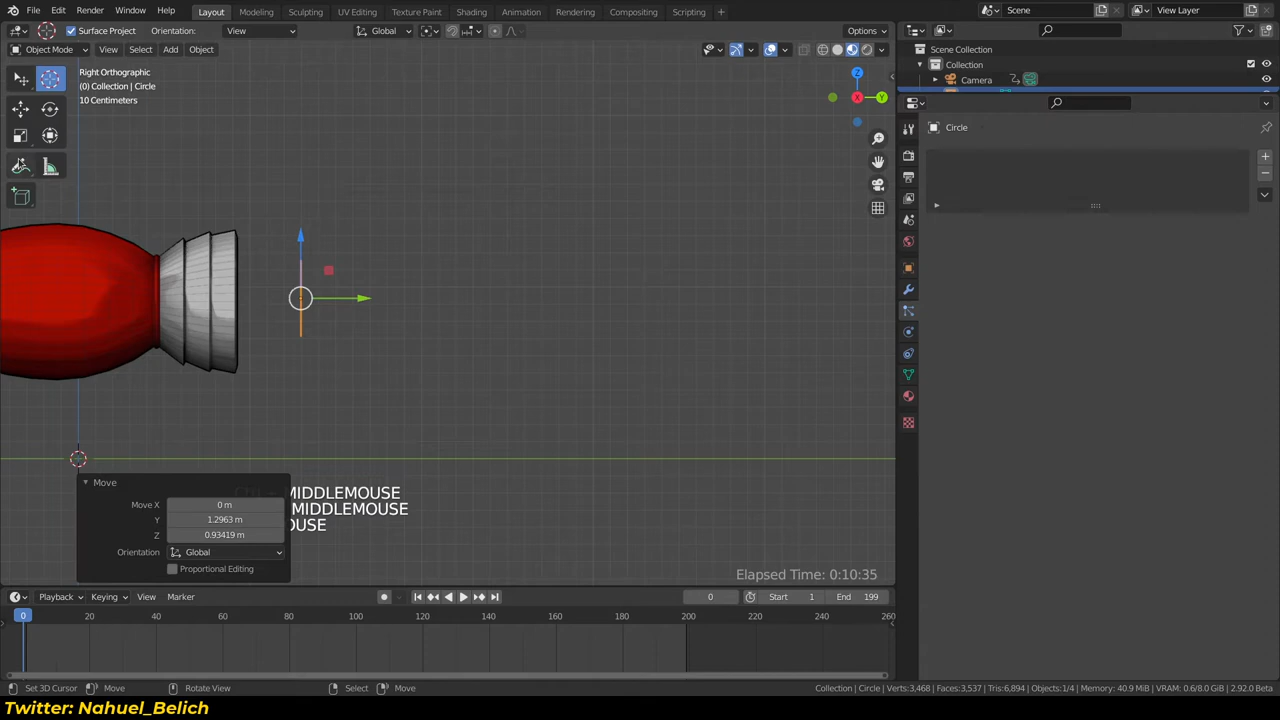 File Edit Render Window Help Layout Modeling Sculpting UV Editing Texture Paint Shading Animation Rendering Compositing Scripting + Scene View Layer
Surface Project Orientation: View Global Options
Object Mode View Select Add Object
Right Orthographic
(0) Collection | Circle
10 Centimeters
Z
X
Y
Scene Collection
Collection
Camera
Circle
Move
Move X 0 m
Y 1.2963 m
Z 0.93419 m
Orientation Global
Proportional Editing
MIDDLEMOUSE
MIDDLEMOUSE
OUSE
Elapsed Time: 0:10:35
Playback Keying View Marker 0 Start 1 End 199
0 20 40 60 80 100 120 140 160 180 200 220 240 260
Set 3D Cursor Move Rotate View Select Move Collection | Circle | Verts:3,468 | Faces:3,537 | Tris:6,894 | Objects:1/4 | Memory: 40.9 MiB | VRAM: 0.6/8.0 GiB | 2.92.0 Beta
Twitter: Nahuel_Belich